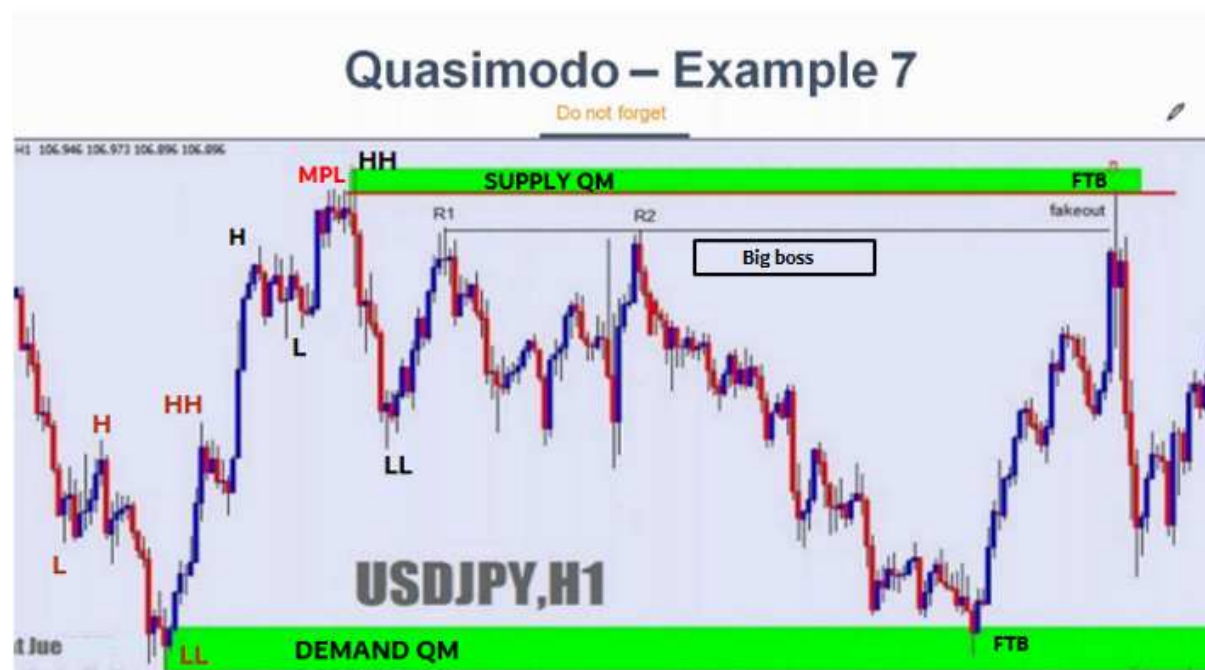 Quasimodo – Example 7
Do not forget
H1 106.946 106.973 106.896 106.896
MPL
HH
SUPPLY QM
FTB
R1
R2
fakeout
H
Big boss
L
HH
H
LL
L
USDJPY,H1
t Jue
LL
DEMAND QM
FTB